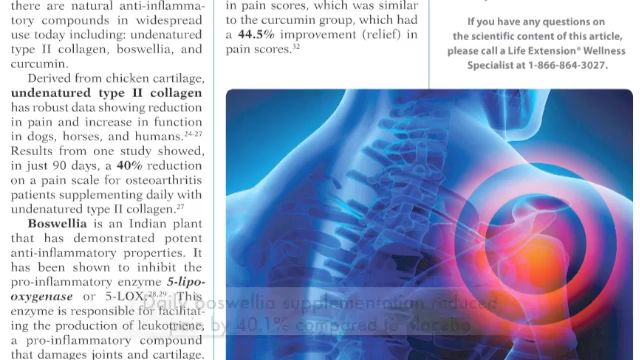 there are natural anti-inflamma-
tory compounds in widespread
use today including: undenatured
type II collagen, boswellia, and
curcumin.
Derived from chicken cartilage,
undenatured type II collagen
has robust data showing reduction
in pain and increase in function
in dogs, horses, and humans.24-27
Results from one study showed,
in just 90 days, a 40% reduction
on a pain scale for osteoarthritis
patients supplementing daily with
undenatured type II collagen.27
Boswellia is an Indian plant
that has demonstrated potent
anti-inflammatory properties. It
has been shown to inhibit the
pro-inflammatory enzyme 5-lipo-
oxygenase or 5-LOX.28,29 This
enzyme is responsible for facilitat-
ing the production of leukotriene,
a pro-inflammatory compound
that damages joints and cartilage.
in pain scores, which was similar
to the curcumin group, which had
a 44.5% improvement (relief) in
pain scores.32
If you have any questions on
the scientific content of this article,
please call a Life Extension® Wellness
Specialist at 1-866-864-3027.
Daily boswellia supplementation reduced
pain by 40.1% compared to placebo